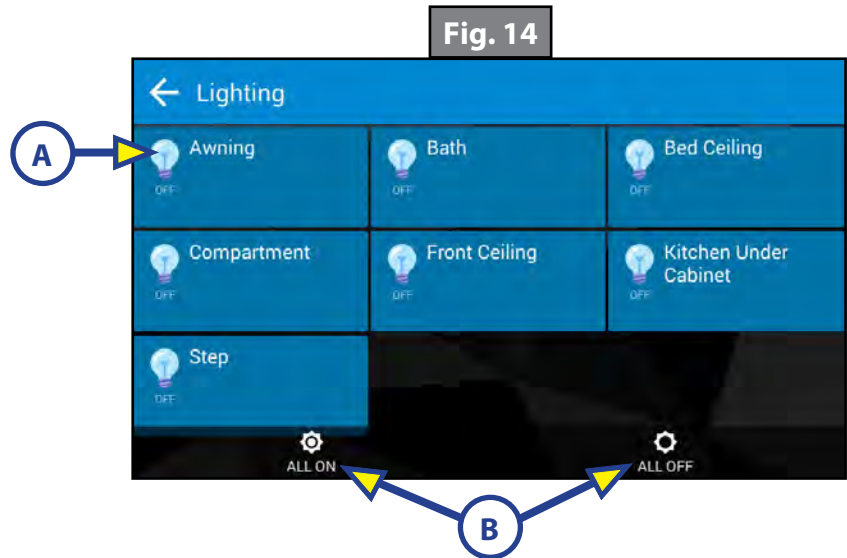 Fig. 14
Lighting
A
Awning
OFF
Bath
OFF
Bed Ceiling
OFF
Compartment
OFF
Front Ceiling
OFF
Kitchen Under
Cabinet
OFF
Step
OFF
ALL ON
ALL OFF
B